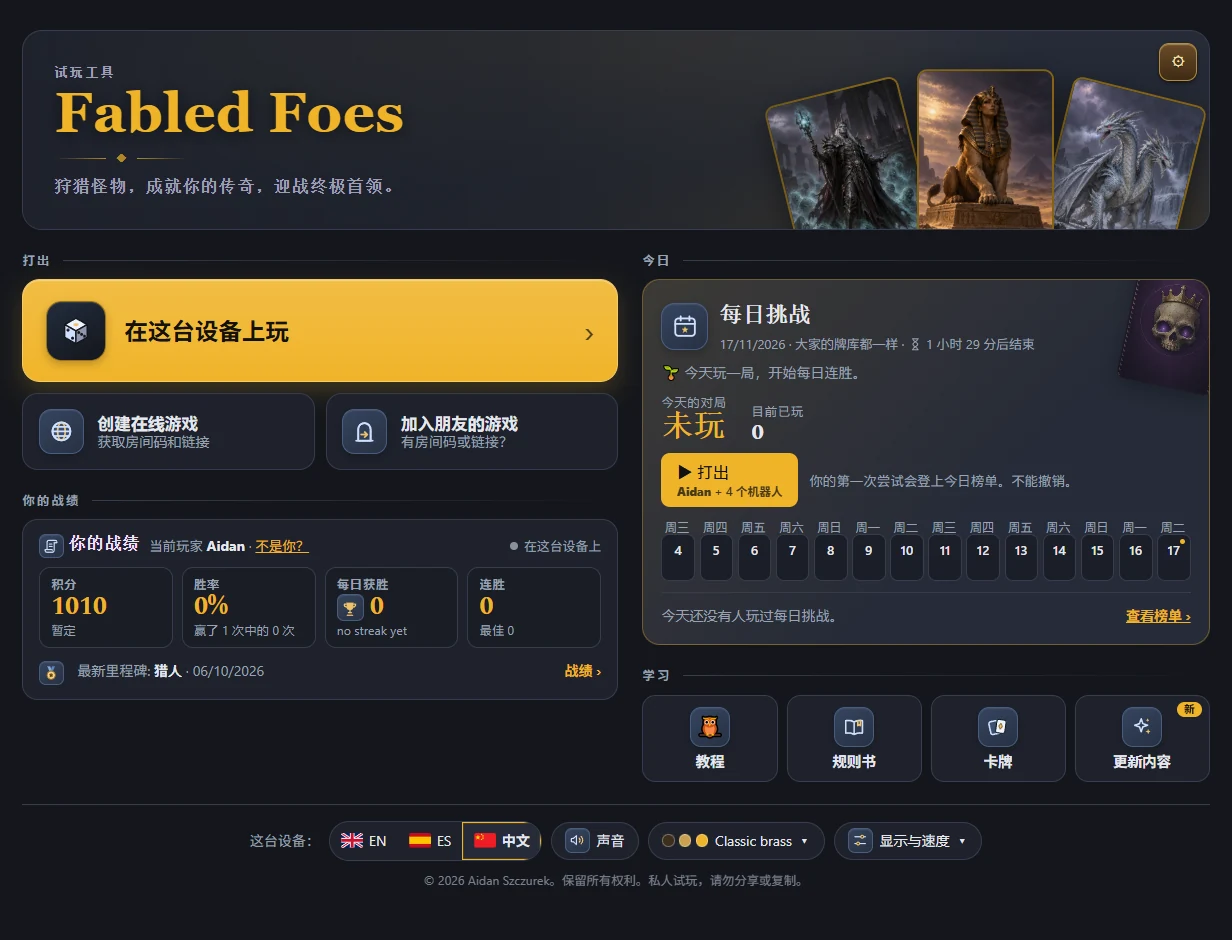 试玩工具
Fabled Foes
狩猎怪物，成就你的传奇，迎战终极首领。
打出
在这台设备上玩
创建在线游戏
获取房间码和链接
加入朋友的游戏
有房间码或链接？
你的战绩
你的战绩 当前玩家 Aidan · 不是你？
在这台设备上
积分
1010
暂定
胜率
0%
赢了 1 次中的 0 次
每日获胜
0
no streak yet
连胜
0
最佳 0
最新里程碑: 猎人 · 06/10/2026
战绩 ›
今日
每日挑战
17/11/2026 · 大家的牌库都一样 · 1 小时 29 分后结束
今天玩一局，开始每日连胜。
今天的对局
未玩
目前已玩
0
▶ 打出
Aidan + 4 个机器人
你的第一次尝试会登上今日榜单。不能撤销。
周三 周四 周五 周六 周日 周一 周二 周三 周四 周五 周六 周日 周一 周二
4 5 6 7 8 9 10 11 12 13 14 15 16 17
今天还没有人玩过每日挑战。
查看榜单 ›
学习
教程
规则书
卡牌
新
更新内容
这台设备：
EN
ES
中文
声音
Classic brass ▾
显示与速度 ▾
© 2026 Aidan Szczurek。保留所有权利。私人试玩，请勿分享或复制。